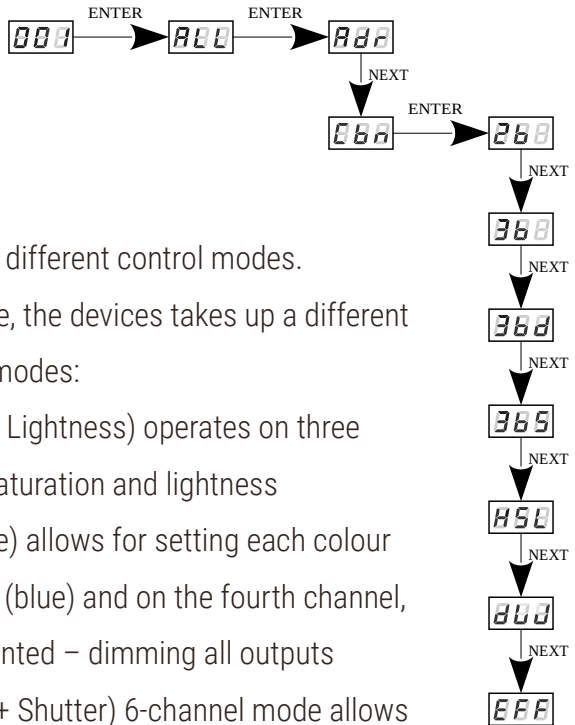 ENTER ENTER
001 ALL Adr
NEXT
ENTER
Cbn 2b
NEXT
3b
different control modes.
NEXT
e, the devices takes up a different
3bd
modes:
NEXT
Lightness) operates on three
3bS
aturation and lightness
NEXT
e) allows for setting each colour
HSL
(blue) and on the fourth channel,
NEXT
nted – dimming all outputs
NEXT
+ Shutter) 6-channel mode allows
EFF